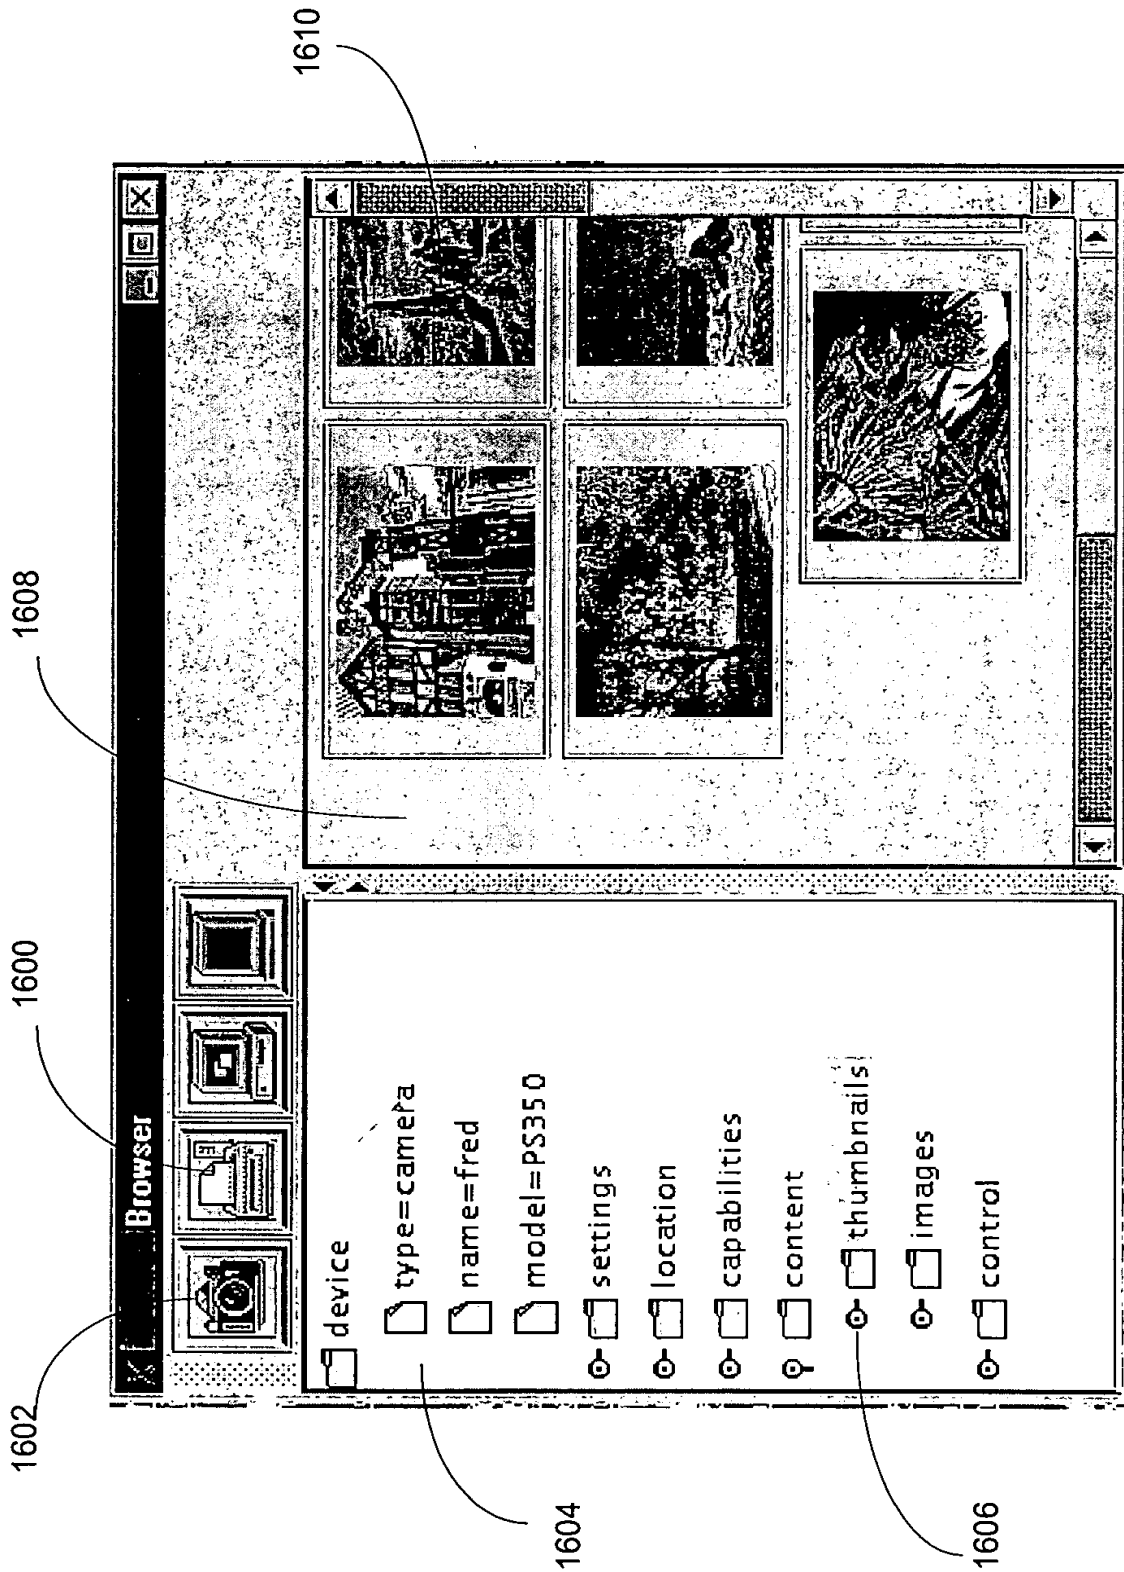 1602
1600
1608
1610
Browser
device
type=camera
name=fred
model=PS350
settings
location
capabilities
content
thumbnails
images
control
1604
1606